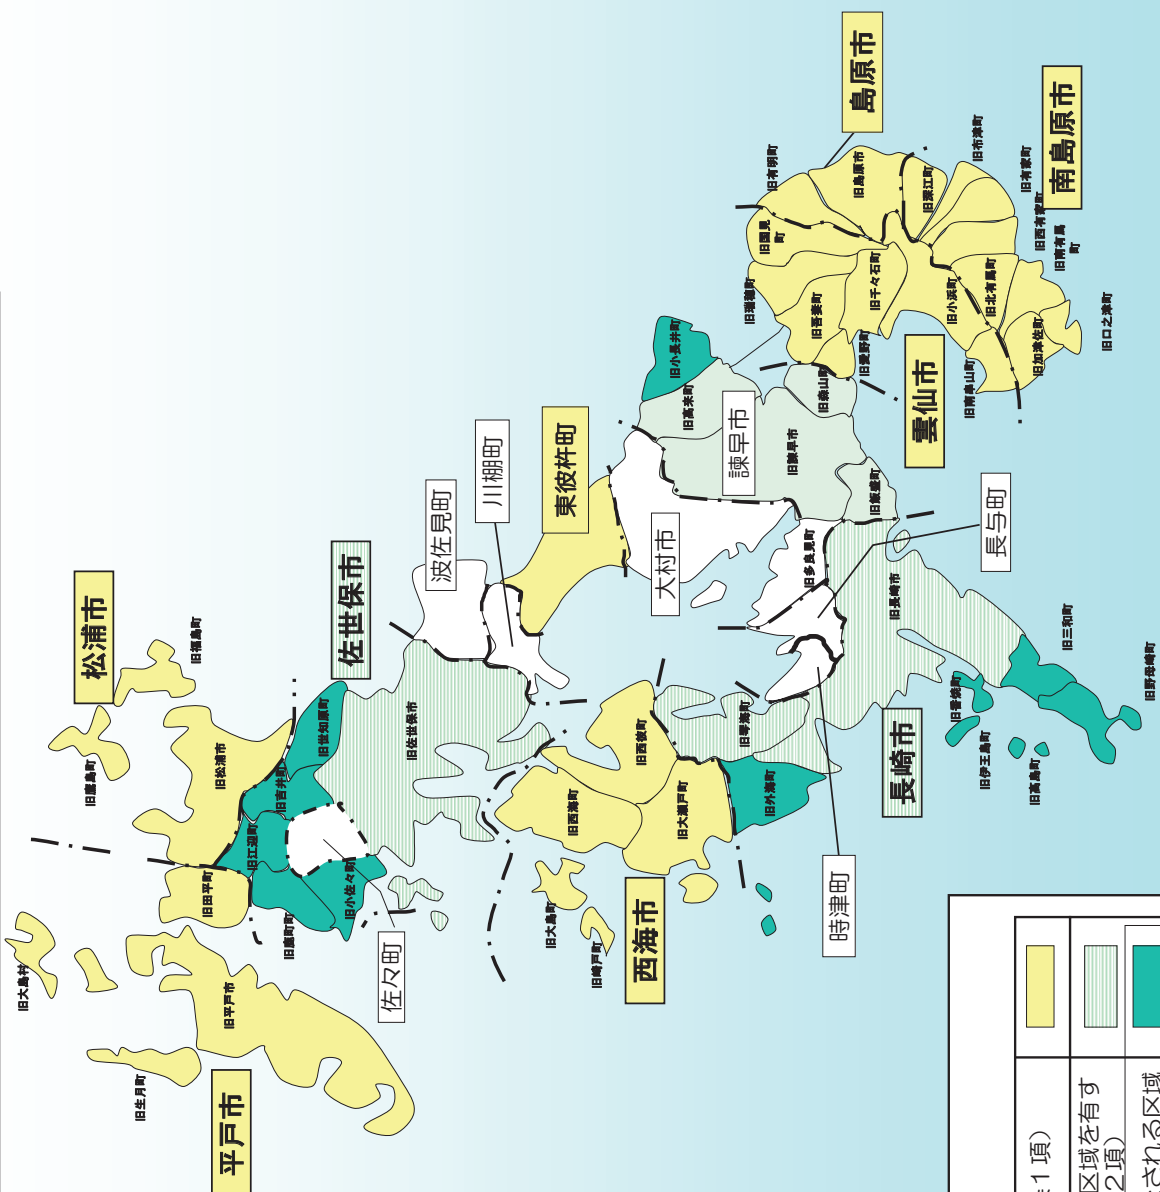 松浦市
旧福島町
旧鷹島町
旧松浦市
旧田平町
旧大島村
旧生月町
旧平戸市
平戸市
佐世保市
旧世知原町
旧吉井町
旧江迎町
旧鹿町町
旧小佐々町
佐々町
旧佐世保市
波佐見町
川棚町
東彼杵町
大村市
西海市
旧西彼町
旧西海町
旧大瀬戸町
旧大島町
旧崎戸町
長崎市
旧琴海町
旧外海町
旧長崎市
旧三和町
旧野母崎町
旧香焼町
旧伊王島町
旧高島町
時津町
長与町
諫早市
旧小長井町
旧高来町
旧森山町
旧諫早市
旧飯盛町
旧多良見町
雲仙市
旧国見
町
旧瑞穂町
旧吾妻町
旧愛野町
旧千々石町
旧小浜町
旧南串山町
島原市
旧有明町
旧島原市
南島原市
旧深江町
旧布津町
旧有家町
旧西有家町
旧南有馬
町
旧北有馬町
旧加津佐町
旧口之津町
1項)
区域を有す
2項)
される区域